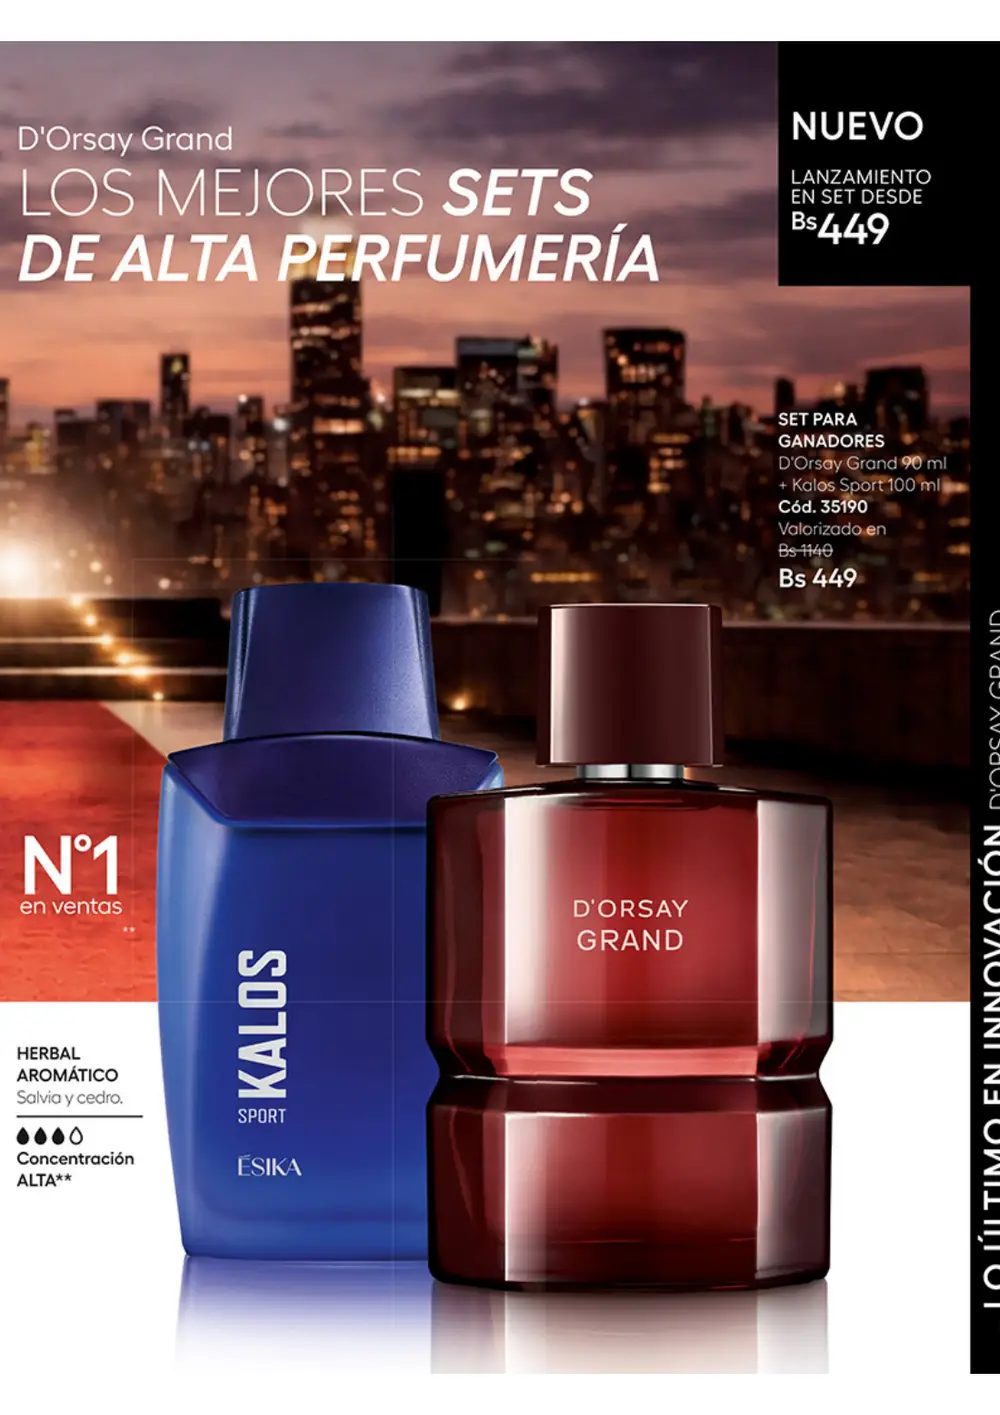 D'Orsay Grand
LOS MEJORES SETS
DE ALTA PERFUMERÍA
NUEVO
LANZAMIENTO
EN SET DESDE
Bs449
SET PARA
GANADORES
D'Orsay Grand 90 ml
+ Kalos Sport 100 ml
Cód. 35190
Valorizado en
Bs 1140
Bs 449
N°1
en ventas
**
KALOS
SPORT
ÉSIKA
D'ORSAY
GRAND
HERBAL
AROMÁTICO
Salvia y cedro.
Concentración
ALTA**
LO ÚLTIMO EN INNOVACIÓN D'ORSAY GRAND